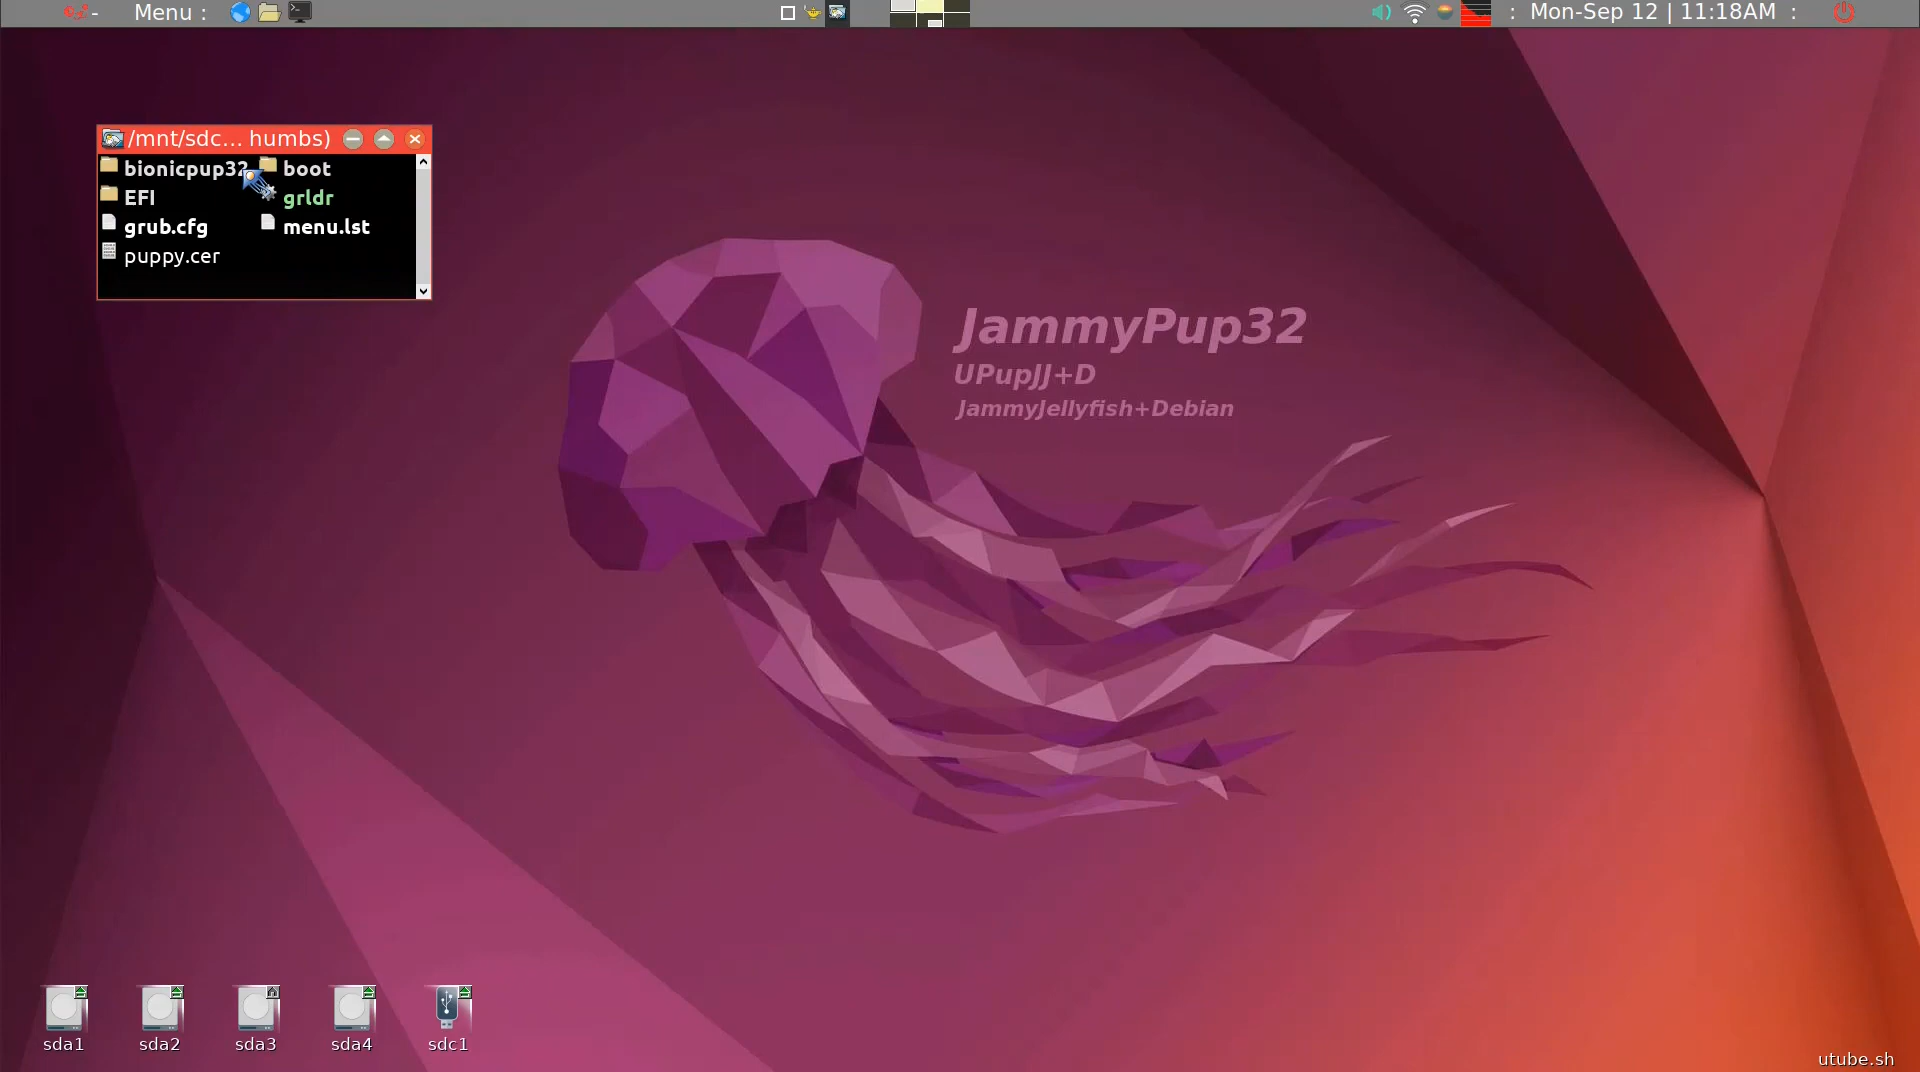 Menu :
: Mon-Sep 12 | 11:18AM :
/mnt/sdc... humbs)
bionicpup32 boot
EFI grldr
grub.cfg menu.lst
puppy.cer
JammyPup32
UPupJJ+D
JammyJellyfish+Debian
sda1 sda2 sda3 sda4 sdc1
utube.sh